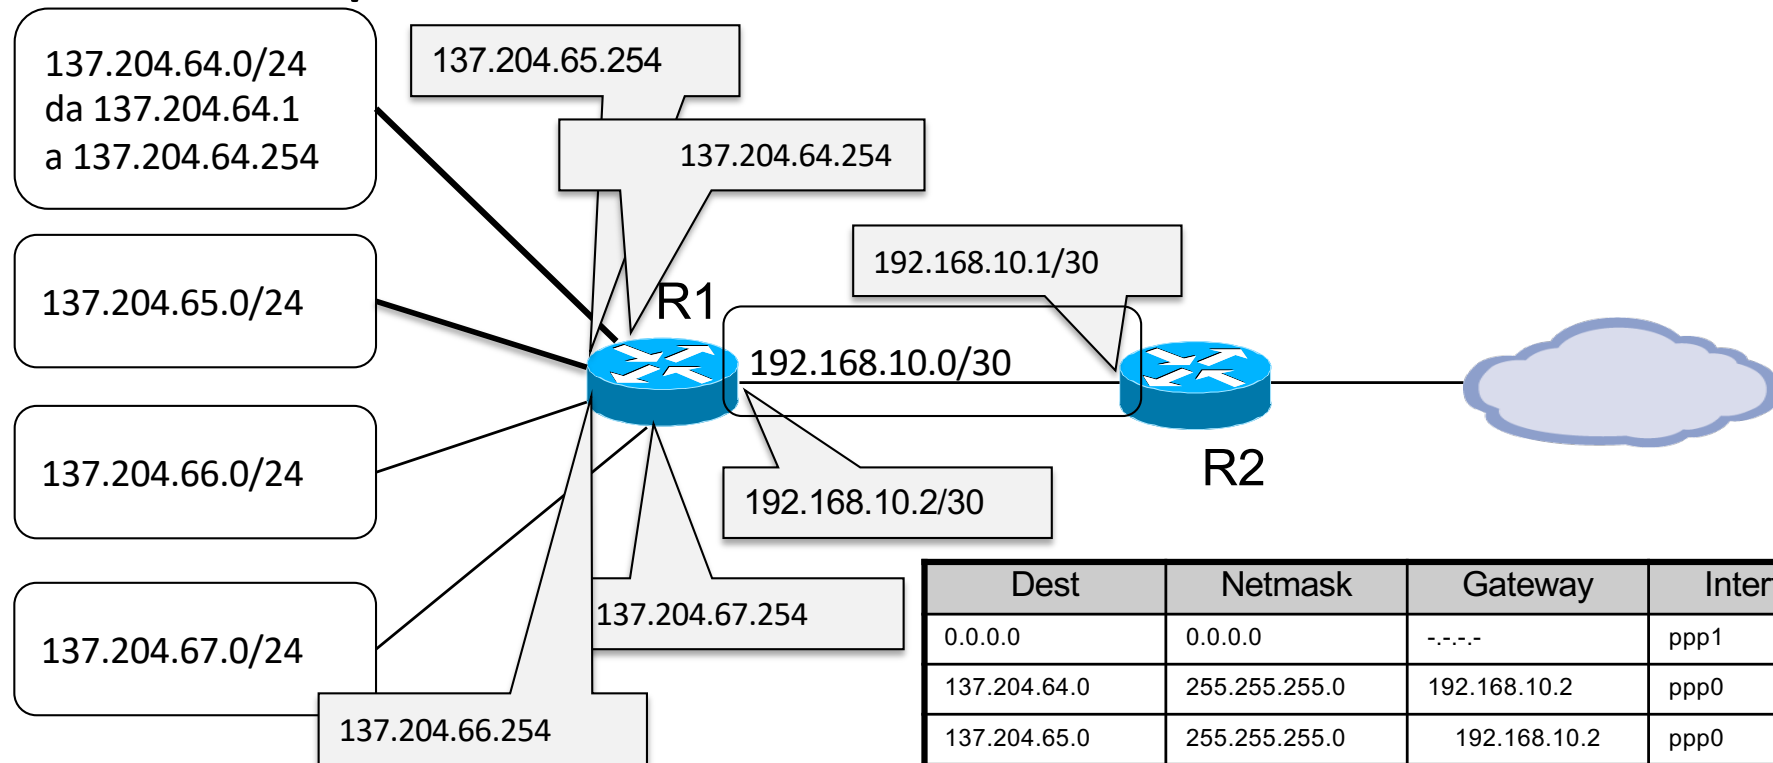 137.204.64.0/24
da 137.204.64.1
a 137.204.64.254
137.204.65.254
137.204.64.254
137.204.65.0/24
R1
192.168.10.1/30
192.168.10.0/30
137.204.66.0/24
192.168.10.2/30
R2
137.204.67.0/24
137.204.67.254
137.204.66.254
Dest Netmask Gateway
0.0.0.0 0.0.0.0 -.-.-.- ppp1
137.204.64.0 255.255.255.0 192.168.10.2 ppp0
137.204.65.0 255.255.255.0 192.168.10.2 ppp0